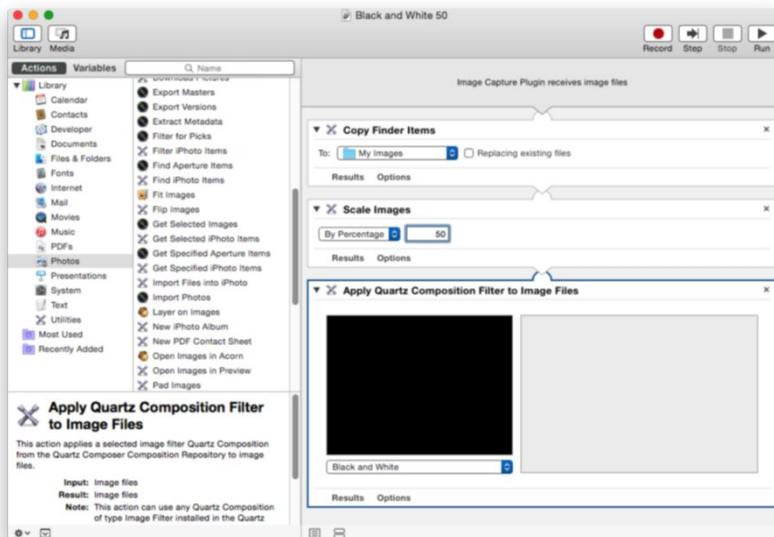 Black and White 50
Library Media
Record Step Stop Run
Actions Variables
Name
Library
Calendar
Contacts
Developer
Documents
Files & Folders
Fonts
Internet
Mail
Movies
Music
PDFs
Photos
Presentations
System
Text
Utilities
Most Used
Recently Added
Download Pictures
Export Masters
Export Versions
Extract Metadata
Filter for Picks
Filter iPhoto Items
Find Aperture Items
Find iPhoto Items
Fit Images
Flip Images
Get Selected Images
Get Selected iPhoto Items
Get Specified Aperture Items
Get Specified iPhoto Items
Import Files into iPhoto
Import Photos
Layer on Images
New iPhoto Album
New PDF Contact Sheet
Open Images in Acorn
Open Images in Preview
Pad Images
Apply Quartz Composition Filter
to Image Files
This action applies a selected image filter Quartz Composition
from the Quartz Composer Composition Repository to image
files.
Input: Image files
Result: Image files
Note: This action can use any Quartz Composition
of type Image Filter installed in the Quartz
Image Capture Plugin receives image files
Copy Finder Items
To: My Images Replacing existing files
Results Options
Scale Images
By Percentage 50
Results Options
Apply Quartz Composition Filter to Image Files
Black and White
Results Options